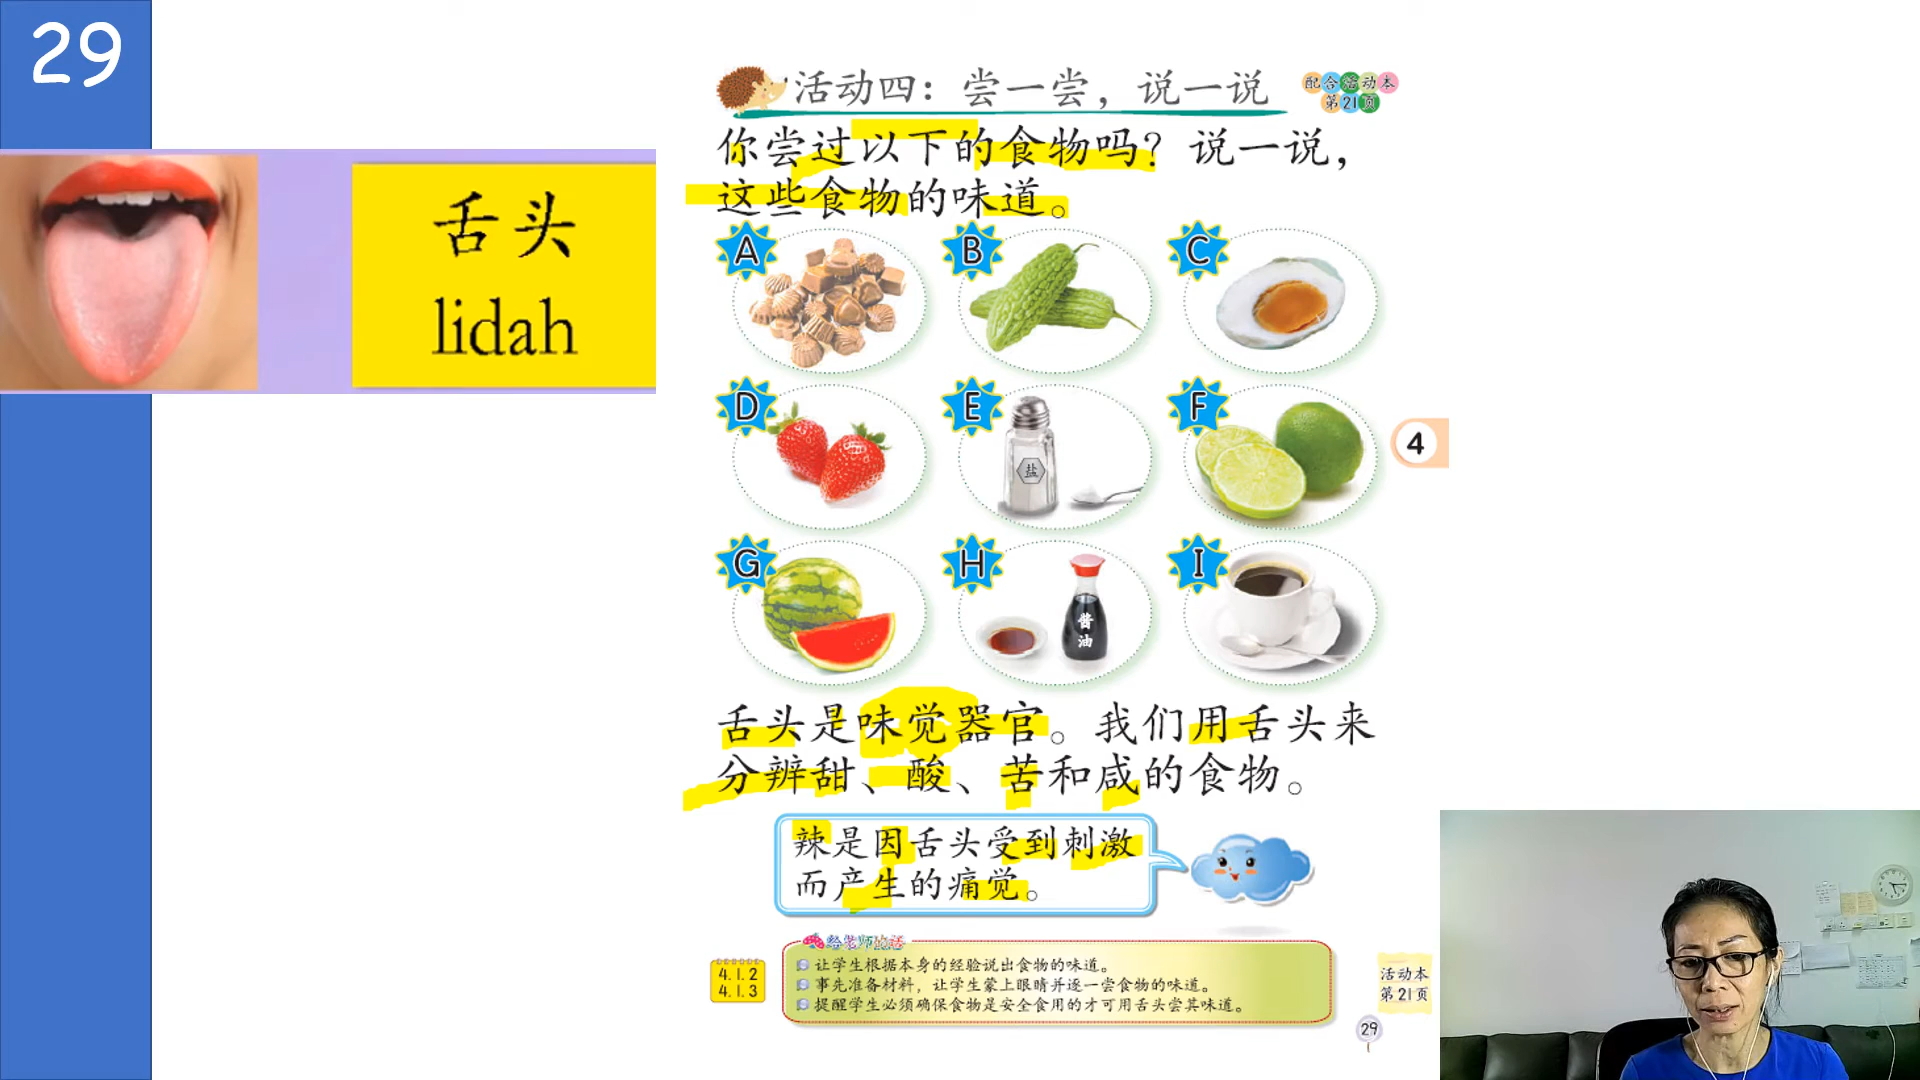 29
舌头
lidah
活动四：尝一尝，说一说
配合活动本
第21页
你尝过以下的食物吗？说一说，
这些食物的味道。
A
B
C
D
E
盐
F
4
G
H
酱油
I
舌头是味觉器官。我们用舌头来
分辨甜、酸、苦和咸的食物。
辣是因舌头受到刺激
而产生的痛觉。
给老师的话
4.1.2
4.1.3
让学生根据本身的经验说出食物的味道。
事先准备材料，让学生蒙上眼睛并逐一尝食物的味道。
提醒学生必须确保食物是安全食用的才可用舌头尝其味道。
活动本
第21页
29